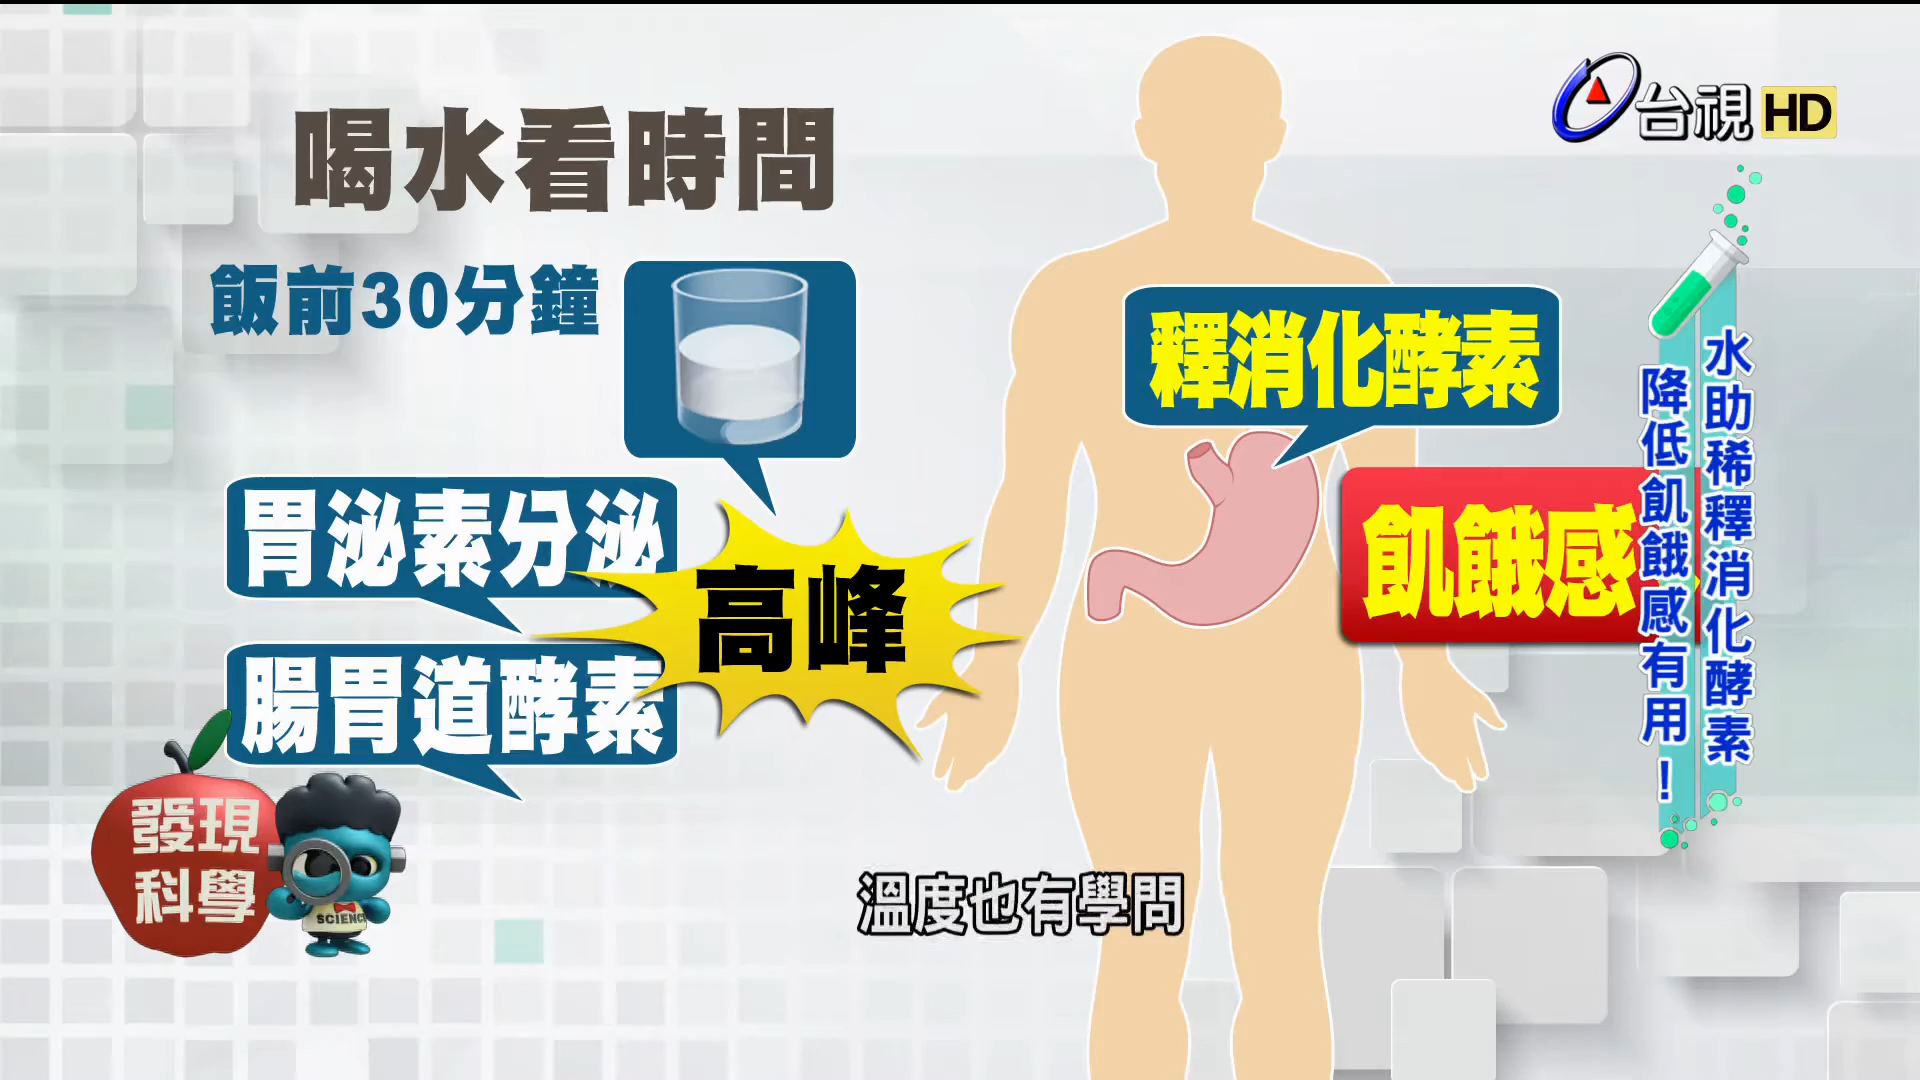 喝水看時間
台視HD
飯前30分鐘
釋消化酵素
胃泌素分泌
飢餓感
高峰
腸胃道酵素
水助稀釋消化酵素
降低飢餓感有用！
發現
科學
SCIENC
溫度也有學問